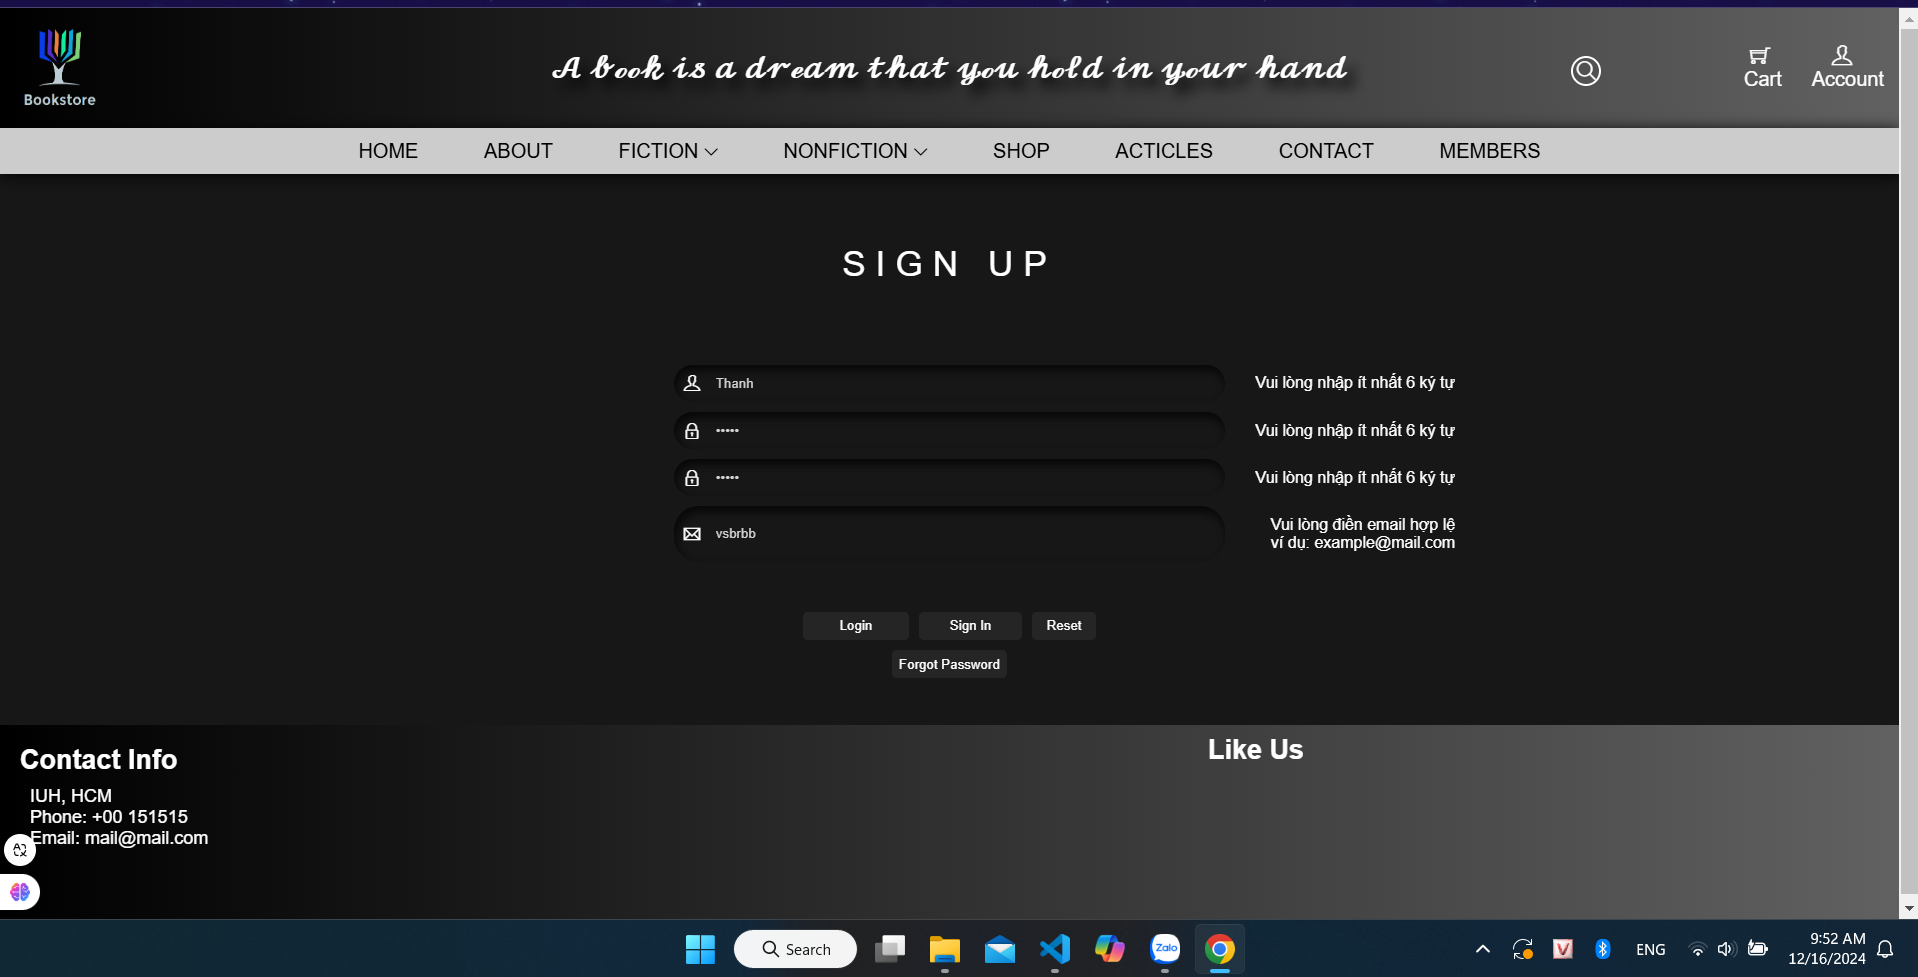 Bookstore
A book is a dream that you hold in your hand
Cart
Account
HOME ABOUT FICTION NONFICTION SHOP ACTICLES CONTACT MEMBERS
SIGN UP
Thanh
Vui lòng nhập ít nhất 6 ký tự
•••••
Vui lòng nhập ít nhất 6 ký tự
•••••
Vui lòng nhập ít nhất 6 ký tự
vsbrbb
Vui lòng điền email hợp lệ
ví dụ: example@mail.com
Login Sign In Reset
Forgot Password
Contact Info
IUH, HCM
Phone: +00 151515
Email: mail@mail.com
Like Us
Search
Zalo
ENG
9:52 AM
12/16/2024